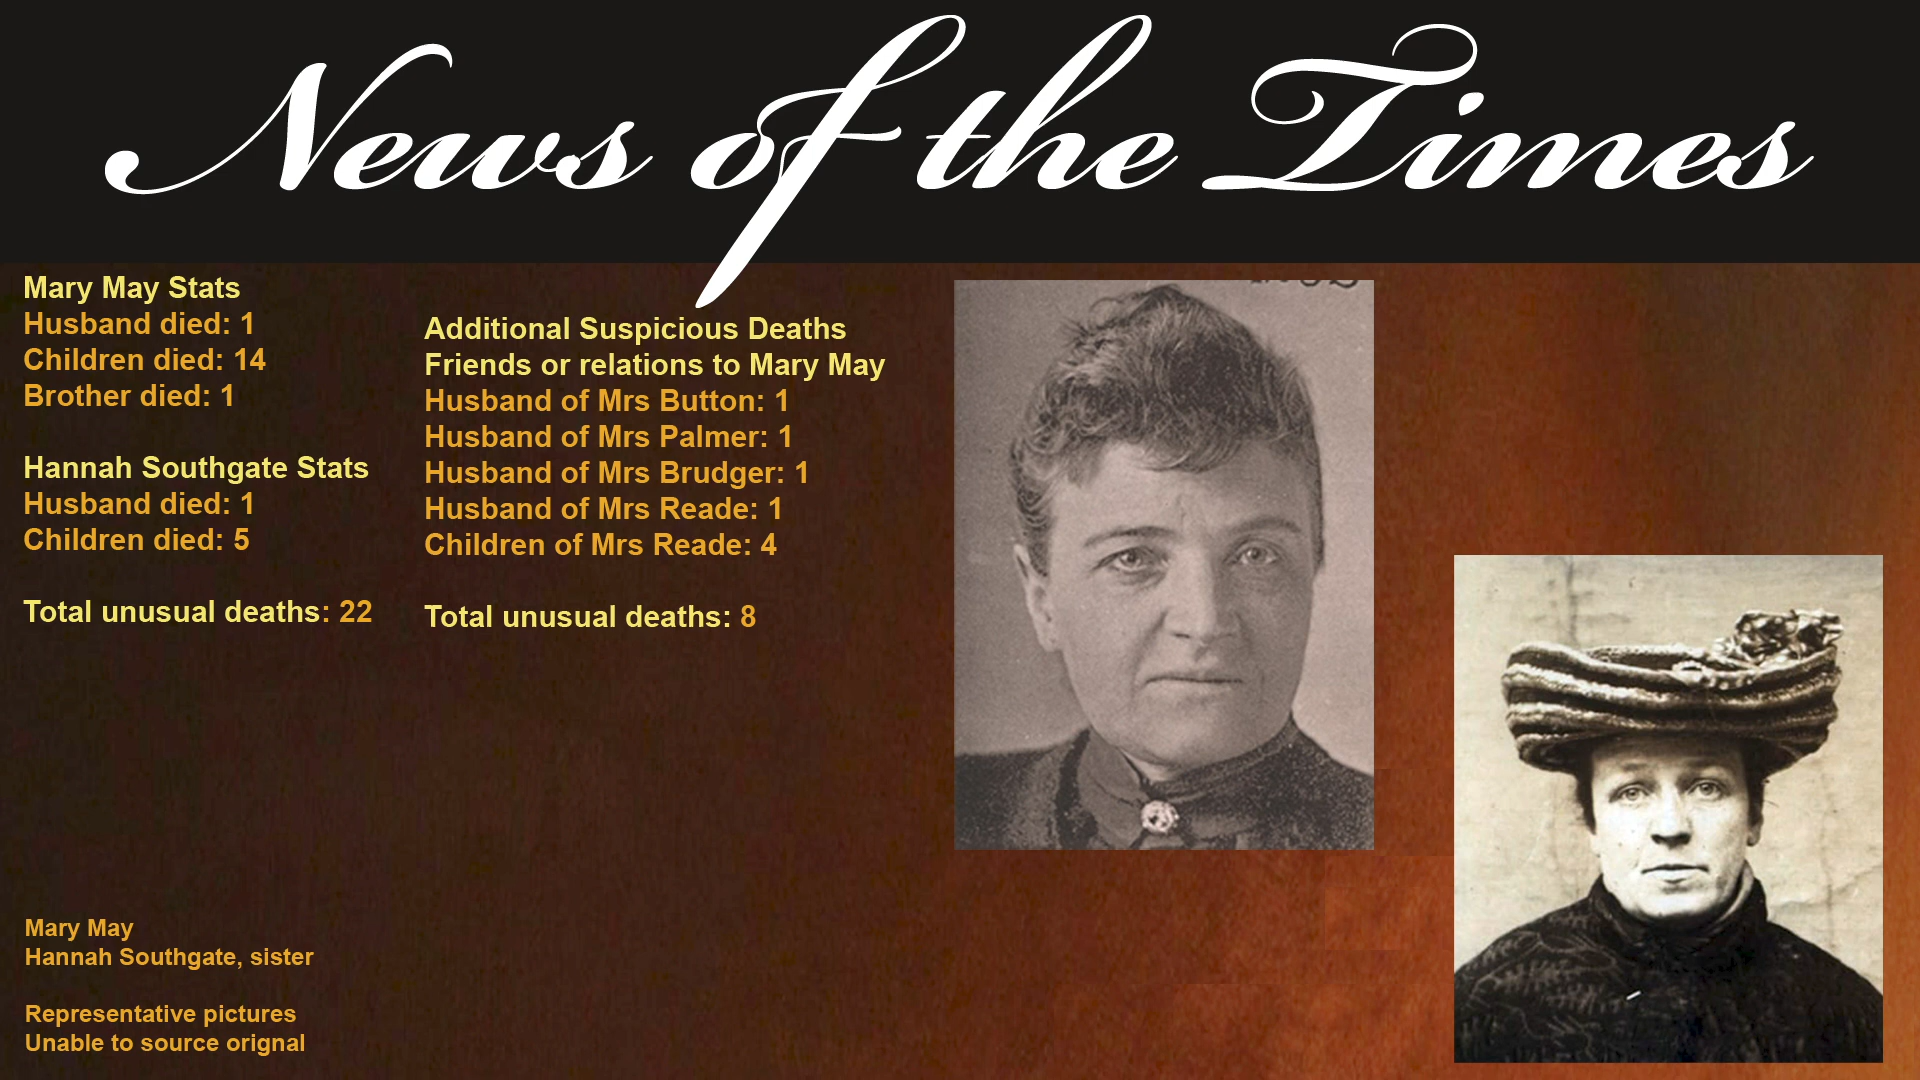 News of the Times
Mary May Stats
Husband died: 1
Children died: 14
Brother died: 1
Hannah Southgate Stats
Husband died: 1
Children died: 5
Total unusual deaths: 22
Additional Suspicious Deaths
Friends or relations to Mary May
Husband of Mrs Button: 1
Husband of Mrs Palmer: 1
Husband of Mrs Brudger: 1
Husband of Mrs Reade: 1
Children of Mrs Reade: 4
Total unusual deaths: 8
Mary May
Hannah Southgate, sister
Representative pictures
Unable to source orignal